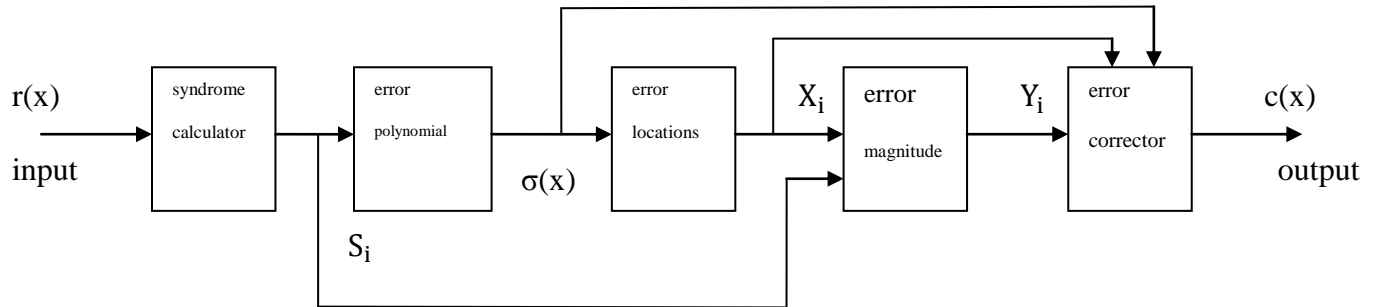 r(x)
input
syndrome
calculator
S_i
error
polynomial
σ(x)
error
locations
X_i
error
magnitude
Y_i
error
corrector
c(x)
output